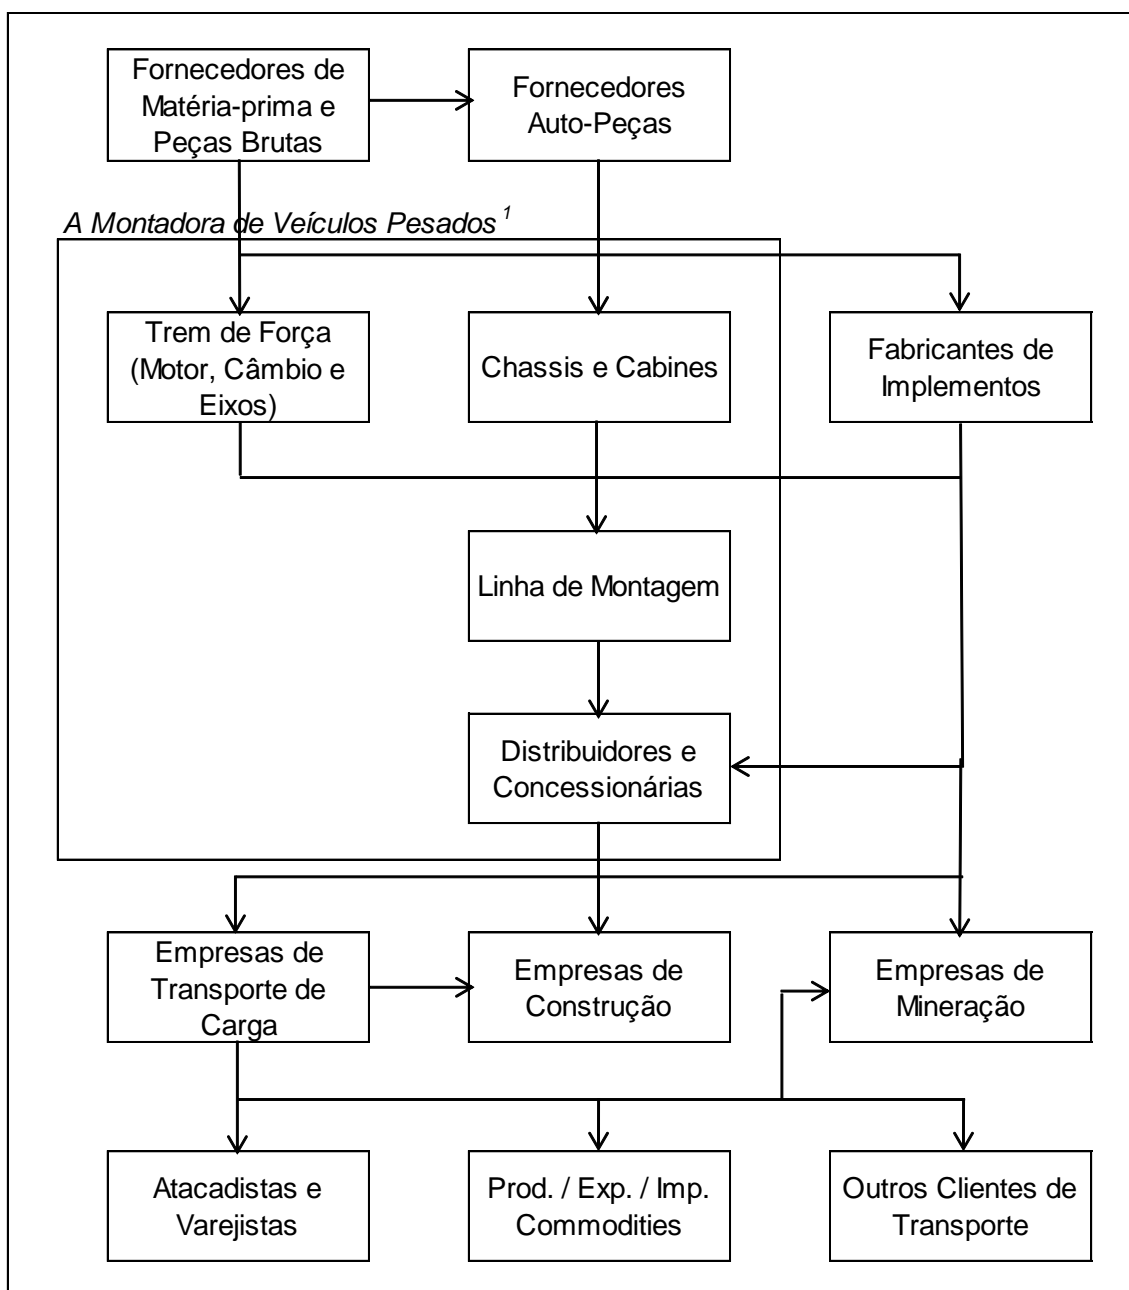 Fornecedores de
Matéria-prima e
Peças Brutas
Fornecedores
Auto-Peças
A Montadora de Veículos Pesados 1
Trem de Força
(Motor, Câmbio e
Eixos)
Chassis e Cabines
Fabricantes de
Implementos
Linha de Montagem
Distribuidores e
Concessionárias
Empresas de
Transporte de
Carga
Empresas de
Construção
Empresas de
Mineração
Atacadistas e
Varejistas
Prod. / Exp. / Imp.
Commodities
Outros Clientes de
Transporte